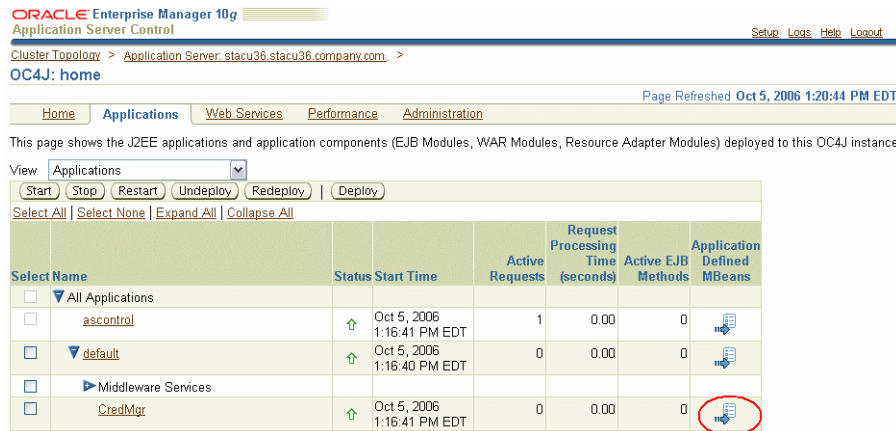 ORACLE Enterprise Manager 10g
Application Server Control
Setup Logs Help Logout
Cluster Topology > Application Server: stacu36.stacu36.company.com. >
OC4J: home
Page Refreshed Oct 5, 2006 1:20:44 PM EDT
Home Applications Web Services Performance Administration
This page shows the J2EE applications and application components (EJB Modules, WAR Modules, Resource Adapter Modules) deployed to this OC4J instance
View Applications
Start Stop Restart Undeploy Redeploy | Deploy
Select All | Select None | Expand All | Collapse All
Select Name Status Start Time Active Requests Request Processing Time (seconds) Active EJB Methods Application Defined MBeans
All Applications
ascontrol Oct 5, 2006 1:16:41 PM EDT 1 0.00 0
default Oct 5, 2006 1:16:40 PM EDT 0 0.00 0
Middleware Services
CredMgr Oct 5, 2006 1:16:41 PM EDT 0 0.00 0